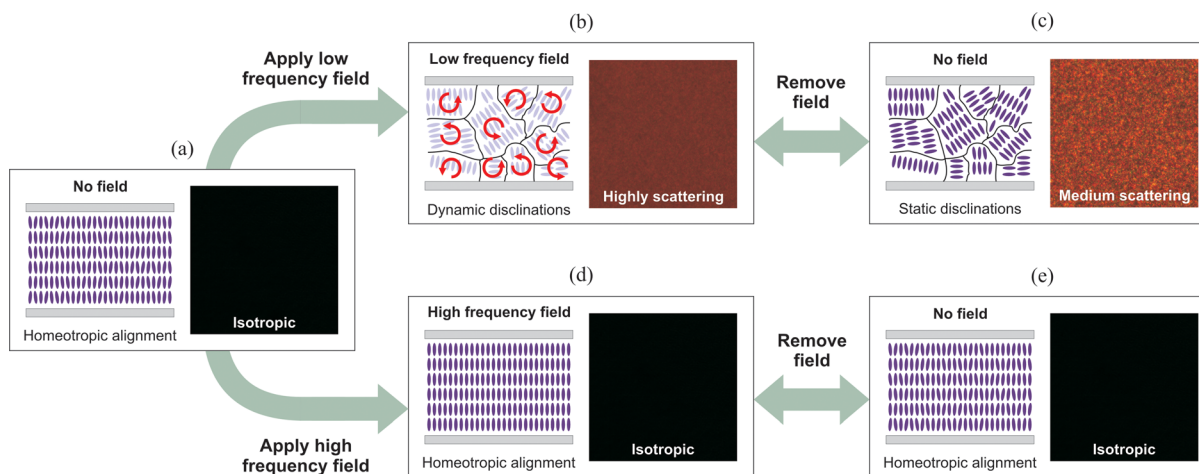 (a)
No field
Homeotropic alignment
Isotropic
Apply low
frequency field
(b)
Low frequency field
Dynamic disclinations
Highly scattering
Remove
field
(c)
No field
Static disclinations
Medium scattering
Apply high
frequency field
(d)
High frequency field
Homeotropic alignment
Isotropic
Remove
field
(e)
No field
Homeotropic alignment
Isotropic